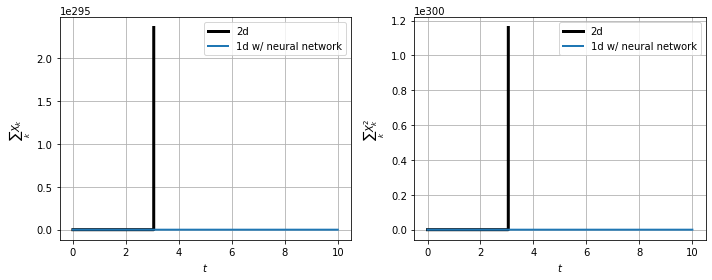 1e295
2.0
1.5
1.0
0.5
0.0
∑_k X_k
0 2 4 6 8 10
t
2d
1d w/ neural network
1e300
1.2
1.0
0.8
0.6
0.4
0.2
0.0
∑_k X_k^2
0 2 4 6 8 10
t
2d
1d w/ neural network